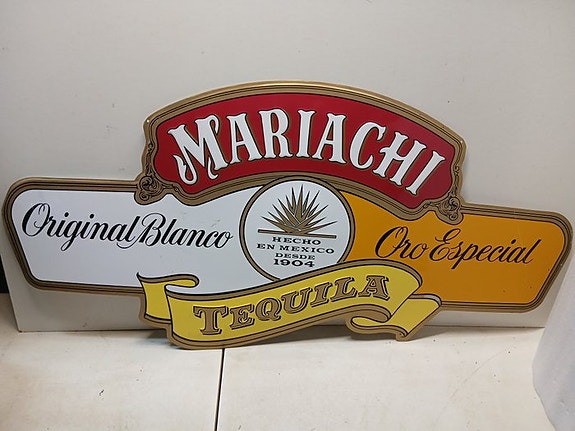 MARIACHI
Original Blanco
HECHO
EN MEXICO
DESDE
1904
Oro Especial
TEQUILA